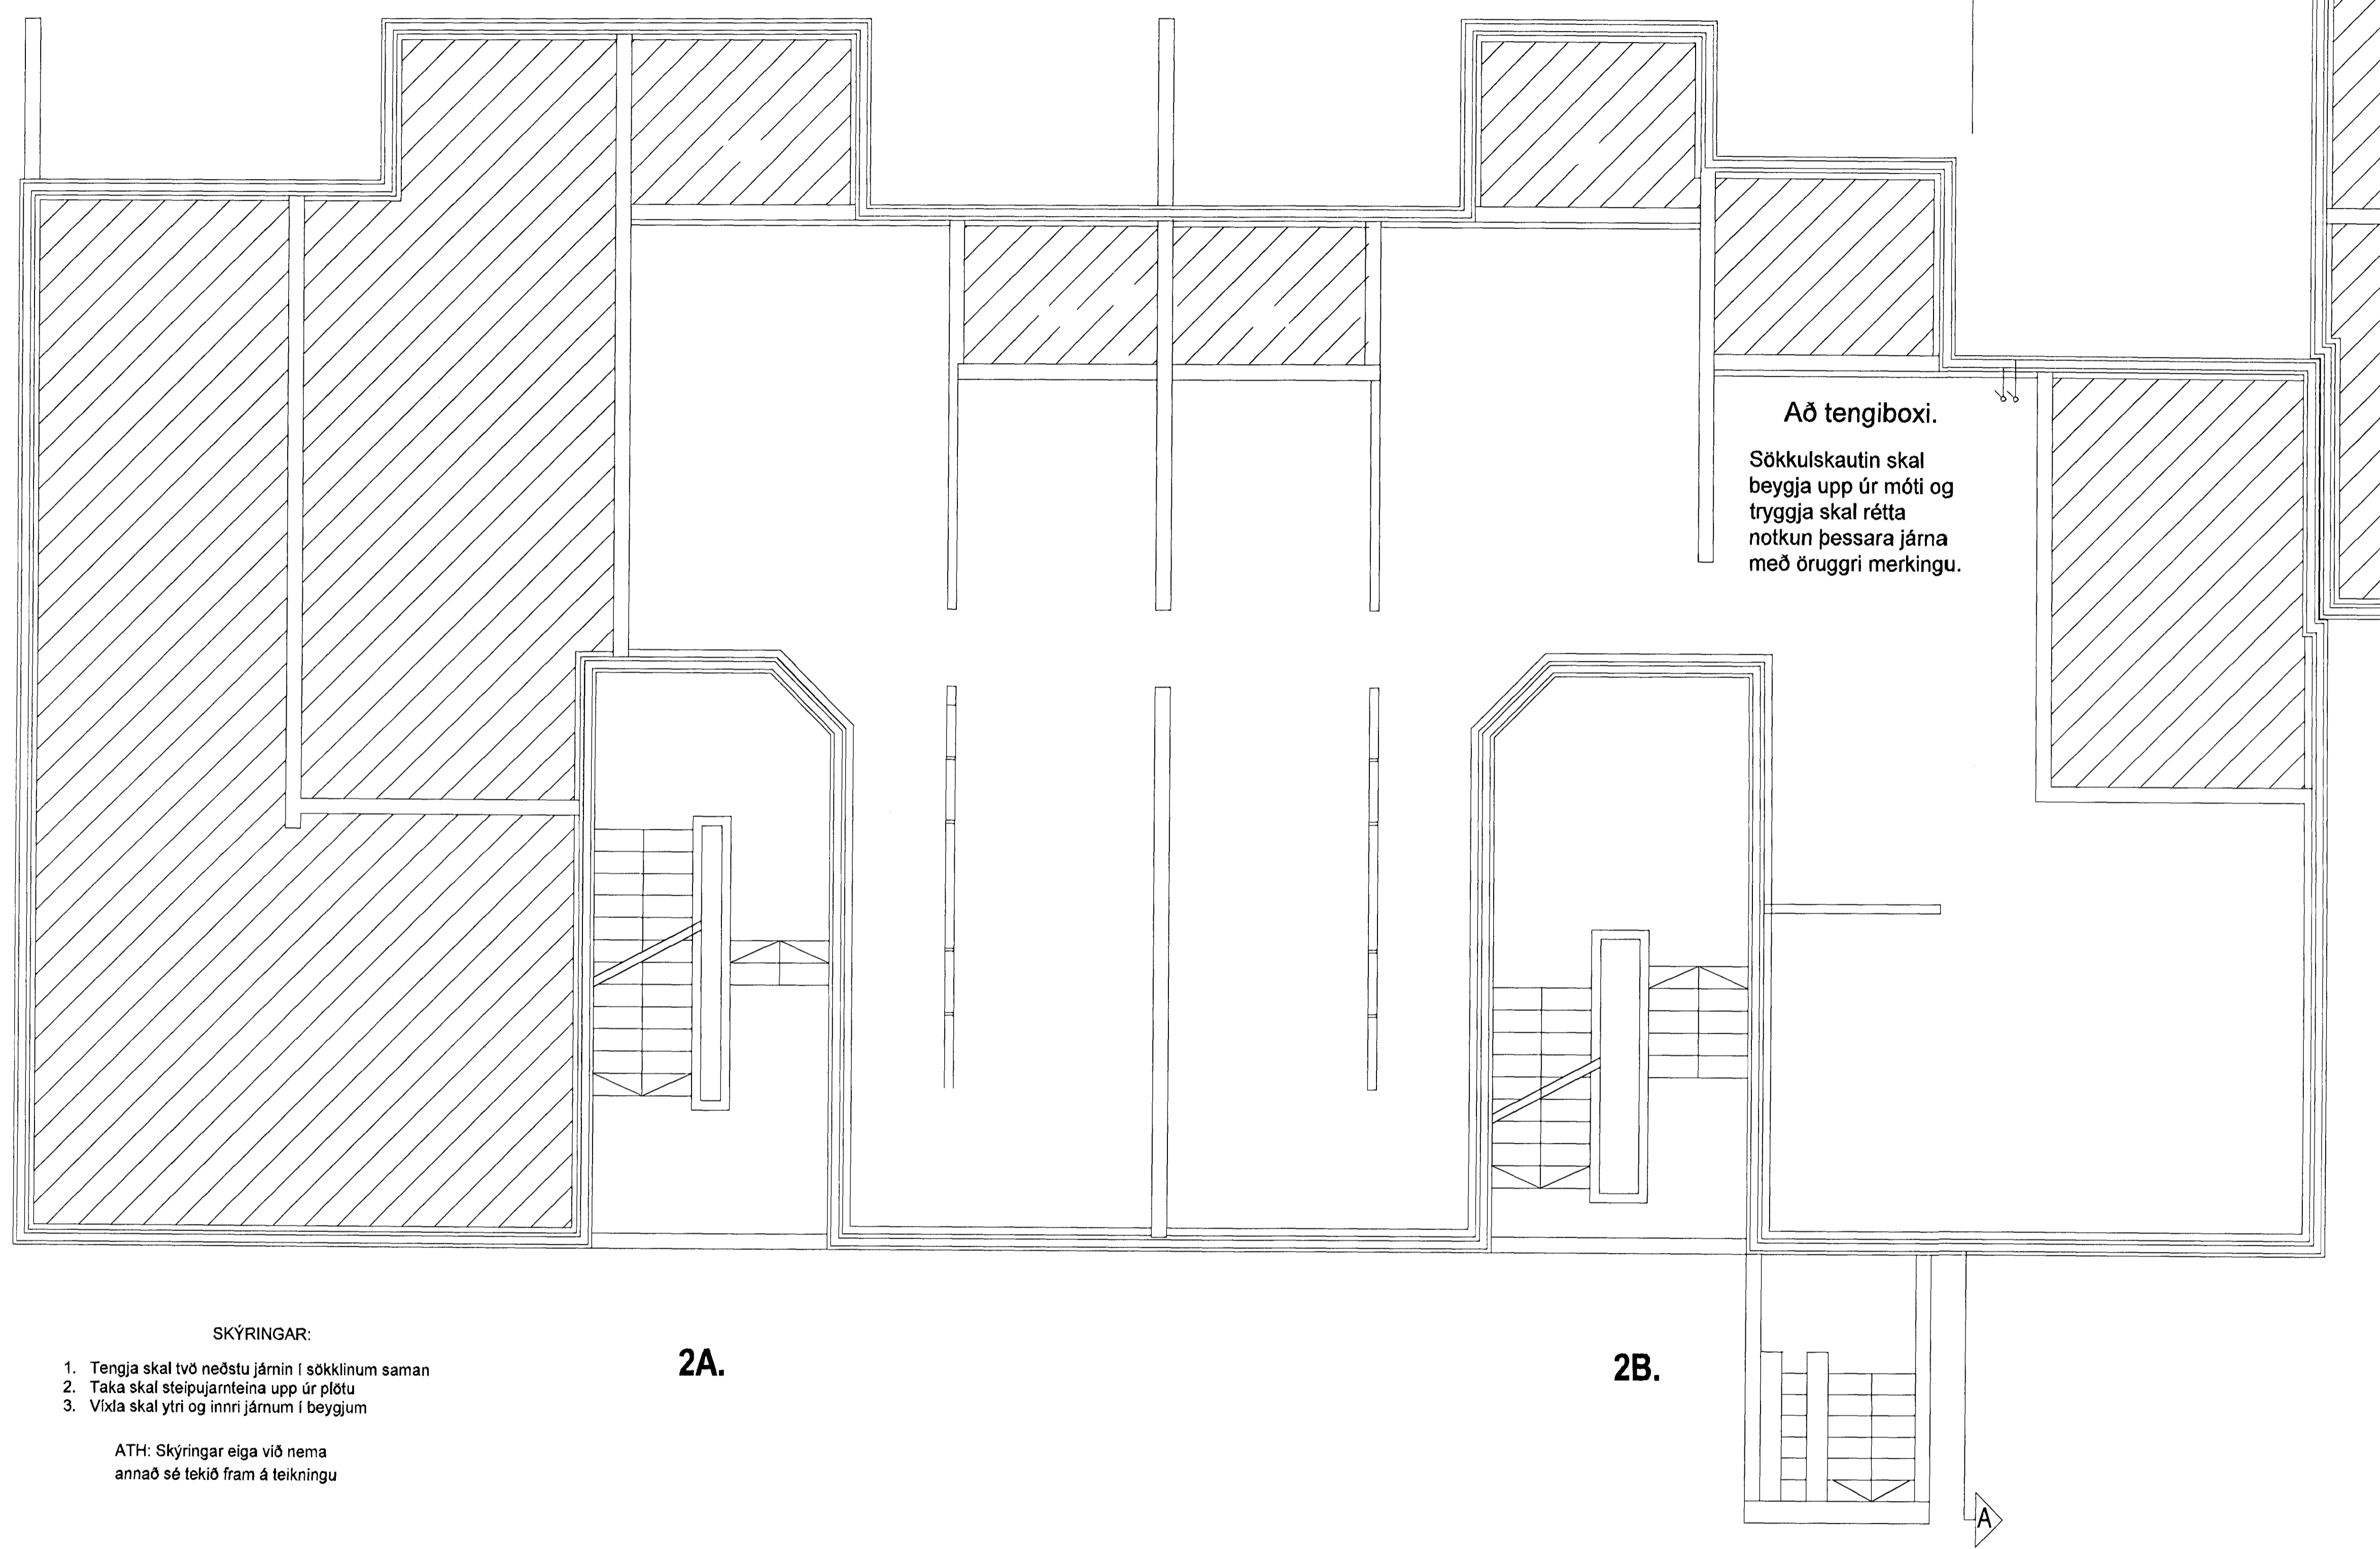 Að tengiboxi.
Sökkulskautin skal
beygja upp úr móti og
tryggja skal rétta
notkun þessara járna
með öruggri merkingu.
SKÝRINGAR:
1. Tengja skal tvö neðstu járnin í sökklinum saman
2. Taka skal steipujarnteina upp úr plötu
3. Víxla skal ytri og innri járnum í beygjum
ATH: Skýringar eiga við nema
annað sé tekið fram á teikningu
2A.
2B.
A